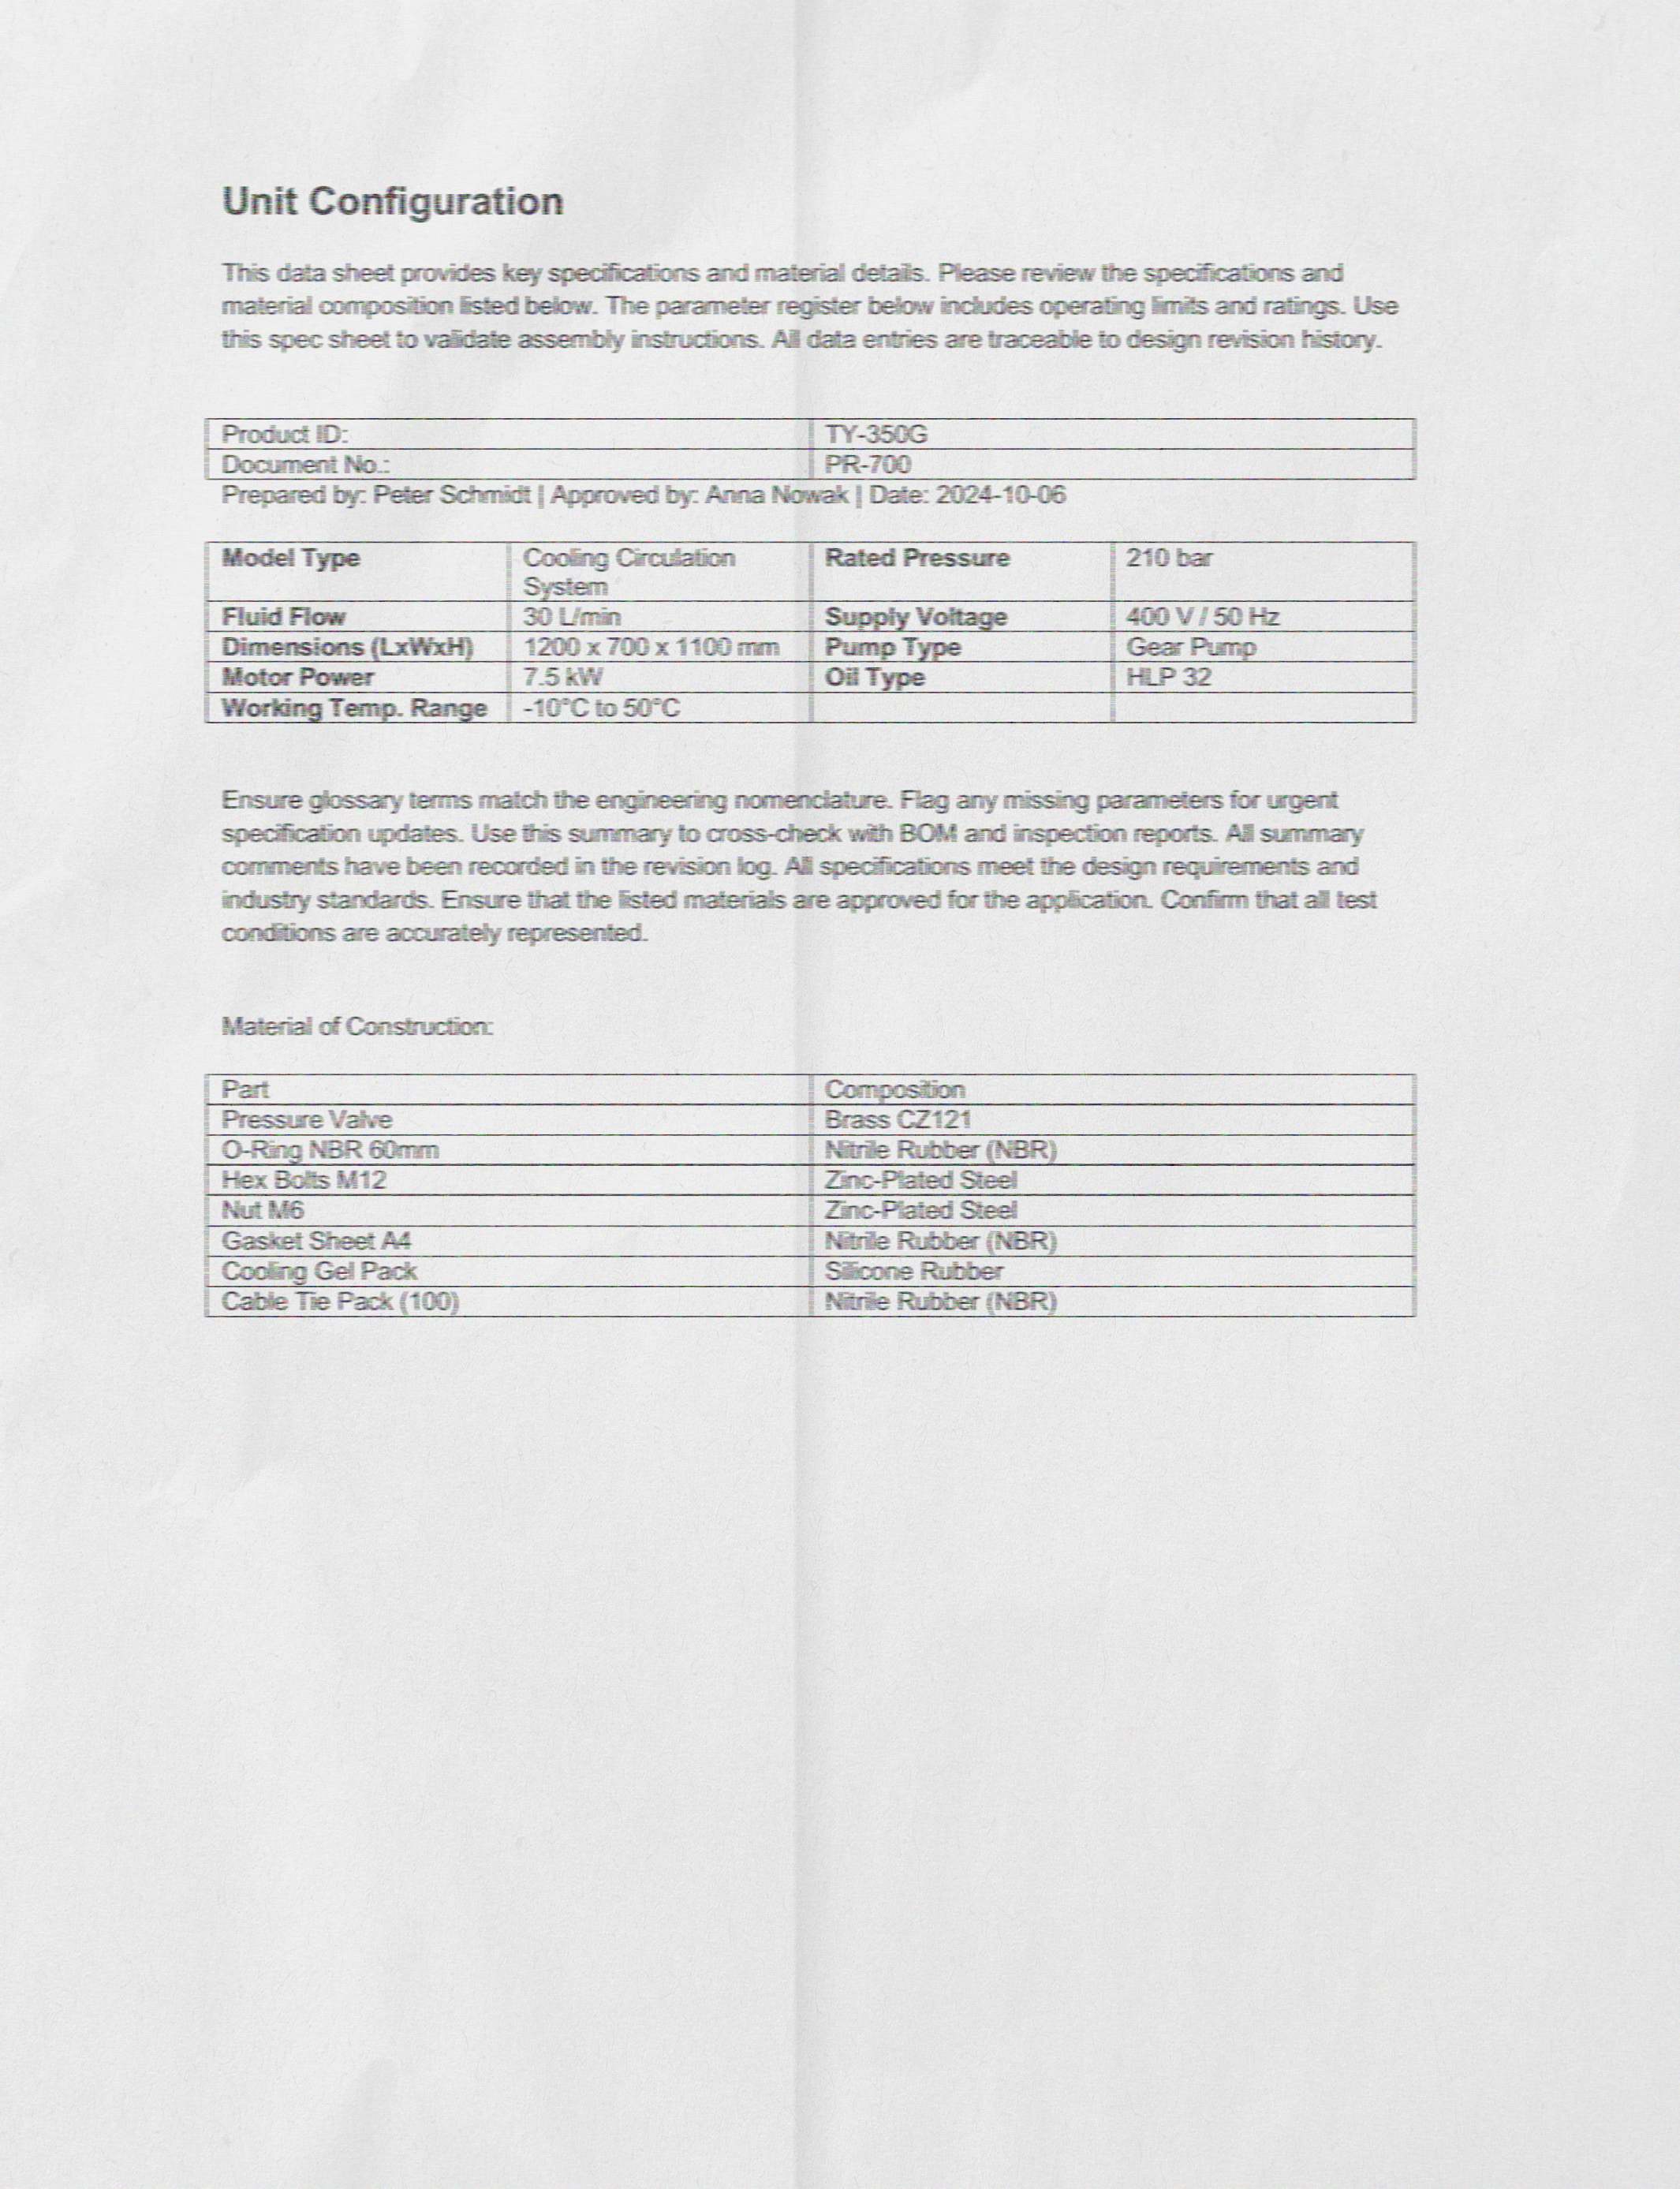 Unit Configuration
This data sheet provides key specifications and material details. Please review the specifications and
material composition listed below. The parameter register below includes operating limits and ratings. Use
this spec sheet to validate assembly instructions. All data entries are traceable to design revision history.
Product ID: TY-350G
Document No.: PR-700
Prepared by: Peter Schmidt | Approved by: Anna Nowak | Date: 2024-10-06
Model Type Cooling Circulation Rated Pressure 210 bar
System
Fluid Flow 30 L/min Supply Voltage 400 V / 50 Hz
Dimensions (LxWxH) 1200 x 700 x 1100 mm Pump Type Gear Pump
Motor Power 7.5 kW Oil Type HLP 32
Working Temp. Range -10°C to 50°C
Ensure glossary terms match the engineering nomenclature. Flag any missing parameters for urgent
specification updates. Use this summary to cross-check with BOM and inspection reports. All summary
comments have been recorded in the revision log. All specifications meet the design requirements and
industry standards. Ensure that the listed materials are approved for the application. Confirm that all test
conditions are accurately represented.
Material of Construction:
Part Composition
Pressure Valve Brass CZ121
O-Ring NBR 60mm Nitrile Rubber (NBR)
Hex Bolts M12 Zinc-Plated Steel
Nut M6 Zinc-Plated Steel
Gasket Sheet A4 Nitrile Rubber (NBR)
Cooling Gel Pack Silicone Rubber
Cable Tie Pack (100) Nitrile Rubber (NBR)